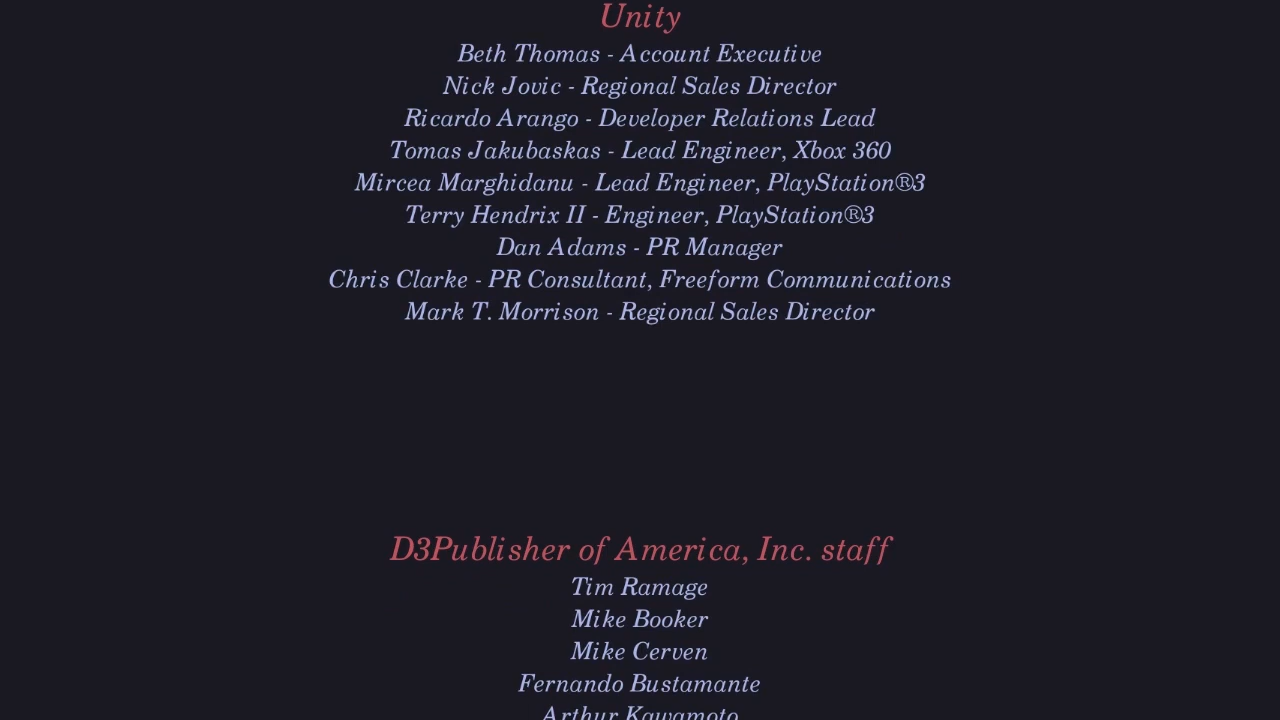 Unity
Beth Thomas - Account Executive
Nick Jovic - Regional Sales Director
Ricardo Arango - Developer Relations Lead
Tomas Jakubaskas - Lead Engineer, Xbox 360
Mircea Marghidanu - Lead Engineer, PlayStation®3
Terry Hendrix II - Engineer, PlayStation®3
Dan Adams - PR Manager
Chris Clarke - PR Consultant, Freeform Communications
Mark T. Morrison - Regional Sales Director
D3Publisher of America, Inc. staff
Tim Ramage
Mike Booker
Mike Cerven
Fernando Bustamante
Arthur Kawamoto